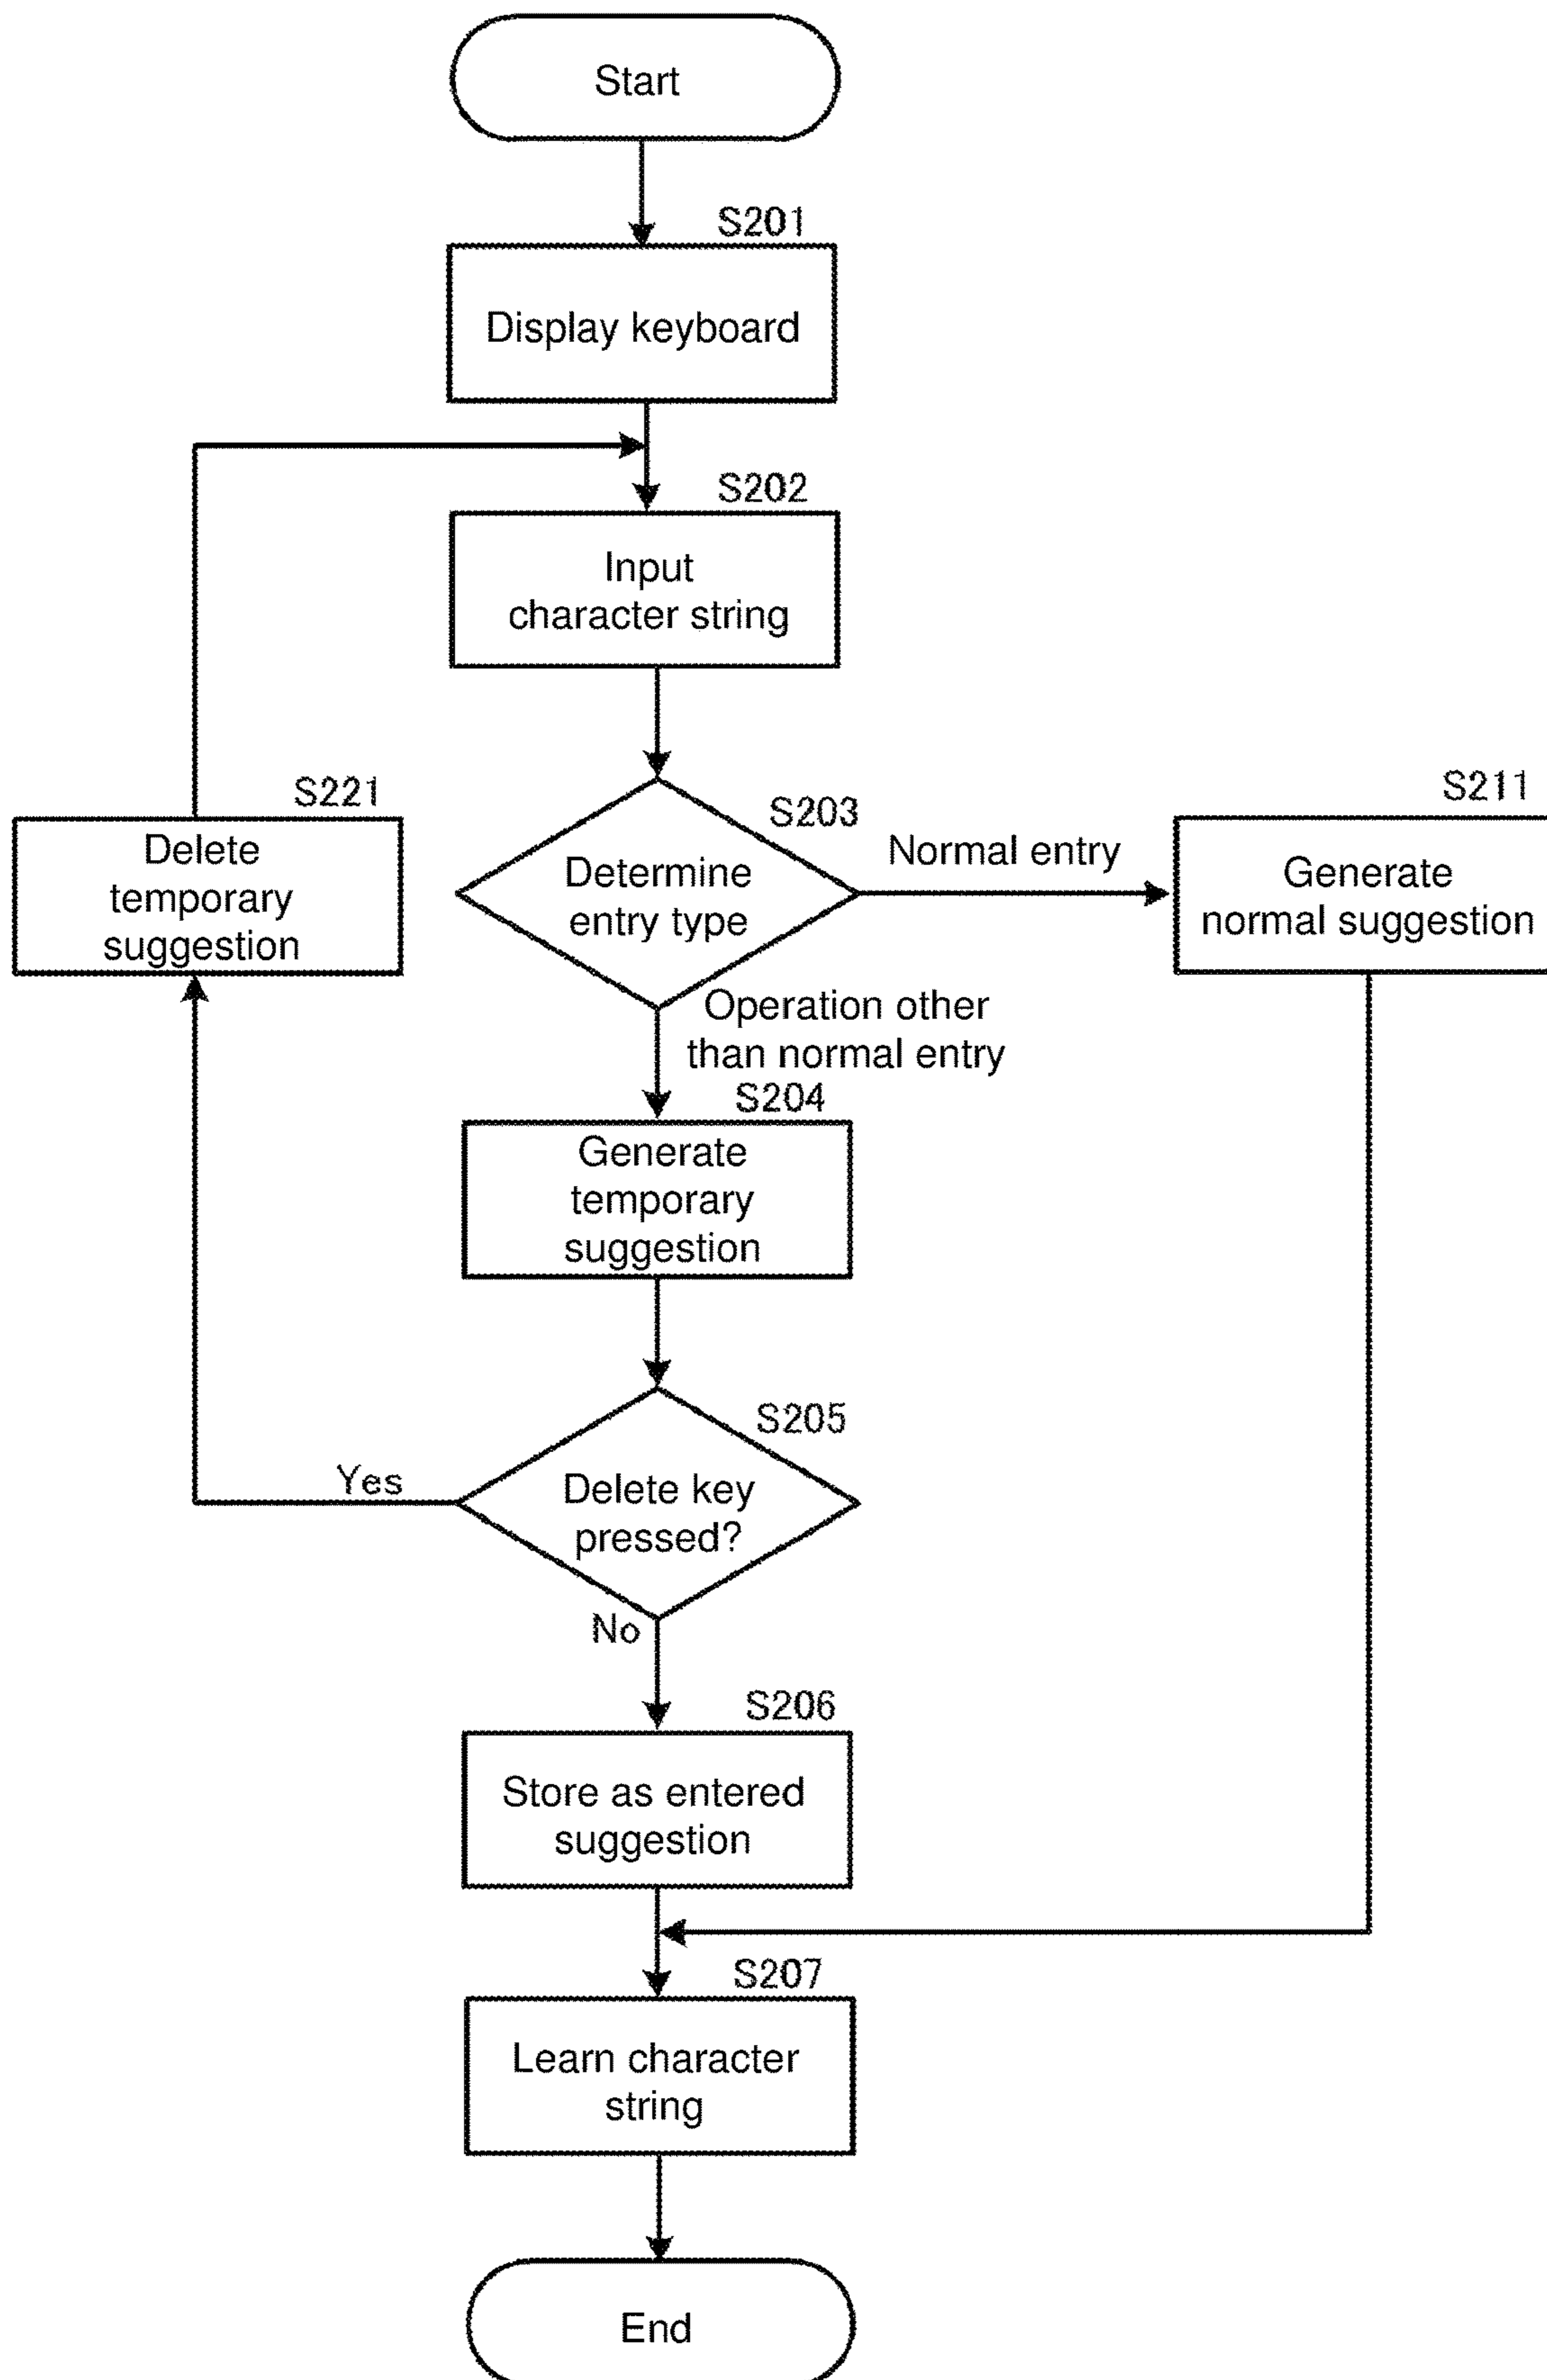 Start
S201
Display keyboard
S202
Input
character string
S203
Determine
entry type
Normal entry
S211
Generate
normal suggestion
S221
Delete
temporary
suggestion
Operation other
than normal entry
S204
Generate
temporary
suggestion
S205
Delete key
pressed?
Yes
No
S206
Store as entered
suggestion
S207
Learn character
string
End